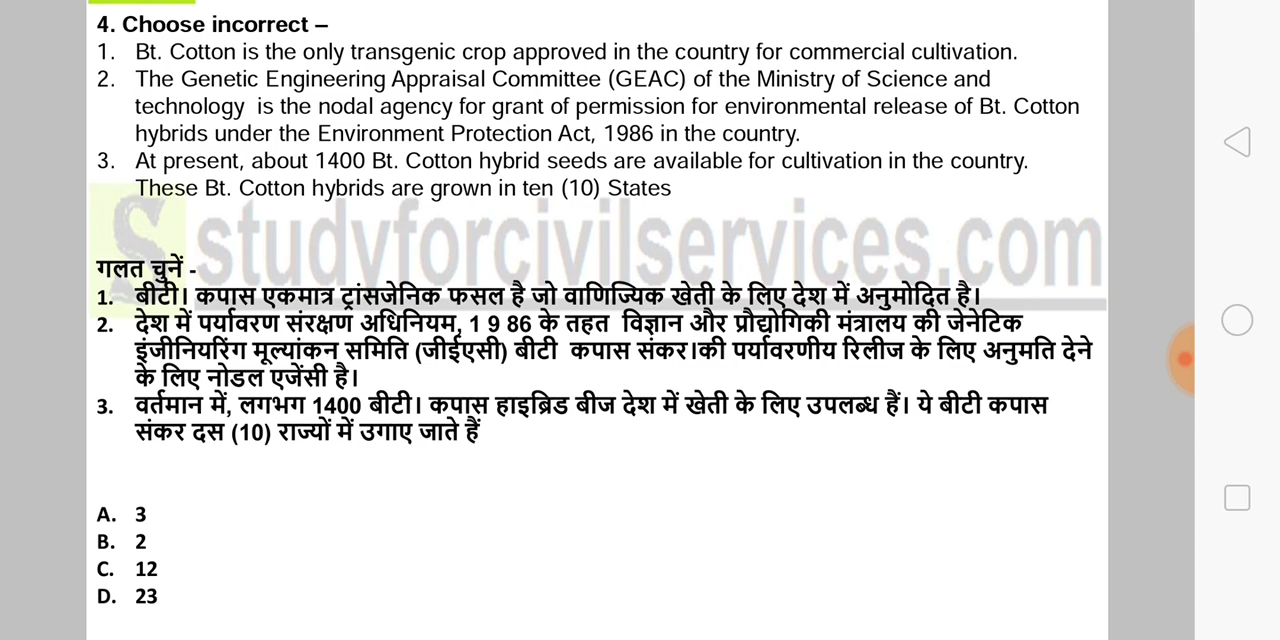 4. Choose incorrect –
1. Bt. Cotton is the only transgenic crop approved in the country for commercial cultivation.
2. The Genetic Engineering Appraisal Committee (GEAC) of the Ministry of Science and
technology is the nodal agency for grant of permission for environmental release of Bt. Cotton
hybrids under the Environment Protection Act, 1986 in the country.
3. At present, about 1400 Bt. Cotton hybrid seeds are available for cultivation in the country.
These Bt. Cotton hybrids are grown in ten (10) States
studyforcivilservices.com
गलत चुनें -
1. बीटी। कपास एकमात्र ट्रांसजेनिक फसल है जो वाणिज्यिक खेती के लिए देश में अनुमोदित है।
2. देश में पर्यावरण संरक्षण अधिनियम, 1 9 86 के तहत विज्ञान और प्रौद्योगिकी मंत्रालय की जेनेटिक
इंजीनियरिंग मूल्यांकन समिति (जीईएसी) बीटी कपास संकर।की पर्यावरणीय रिलीज के लिए अनुमति देने
के लिए नोडल एजेंसी है।
3. वर्तमान में, लगभग 1400 बीटी। कपास हाइब्रिड बीज देश में खेती के लिए उपलब्ध हैं। ये बीटी कपास
संकर दस (10) राज्यों में उगाए जाते हैं
A. 3
B. 2
C. 12
D. 23